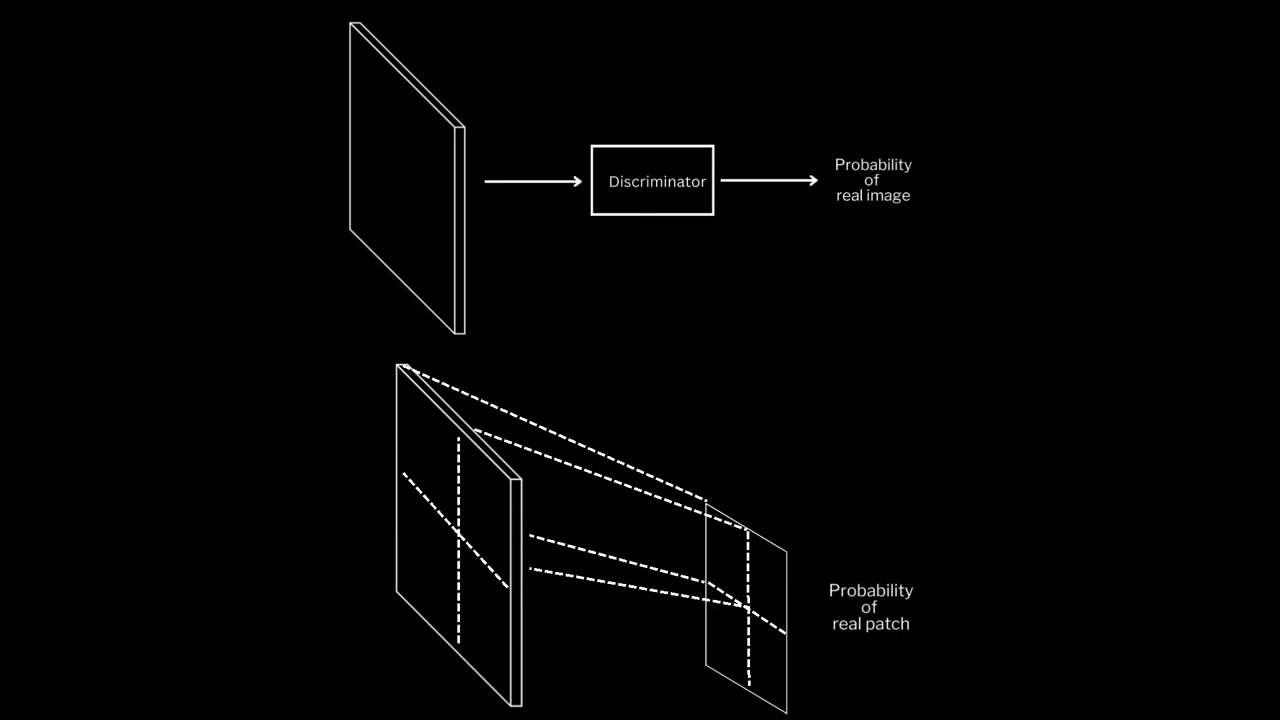 Discriminator
Probability
of
real image
Probability
of
real patch